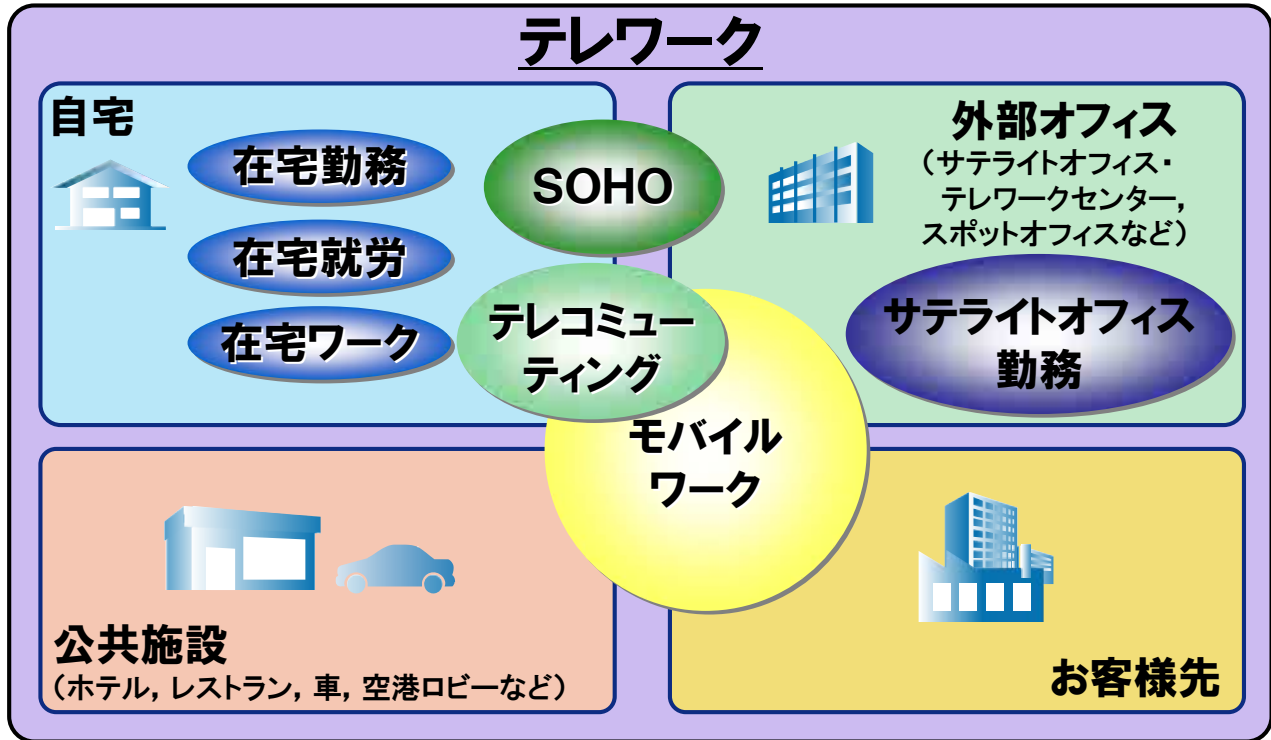 テレワーク
自宅
在宅勤務
在宅就労
在宅ワーク
SOHO
テレコミュー
ティング
外部オフィス
（サテライトオフィス・
テレワークセンター，
スポットオフィスなど）
サテライトオフィス
勤務
モバイル
ワーク
公共施設
（ホテル，レストラン，車，空港ロビーなど）
お客様先